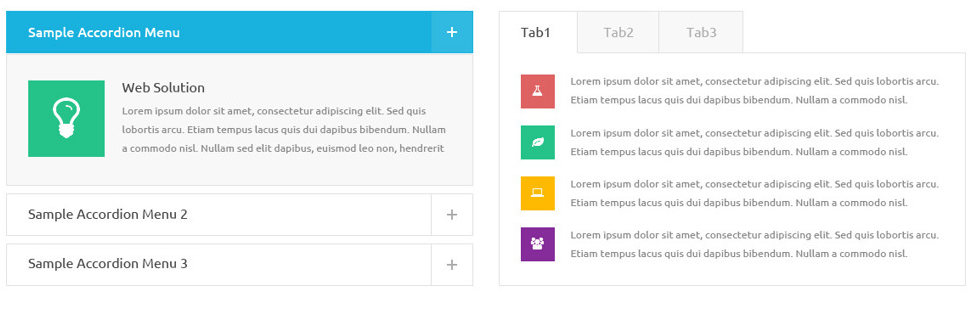 Sample Accordion Menu
Web Solution
Lorem ipsum dolor sit amet, consectetur adipiscing elit. Sed quis
lobortis arcu. Etiam tempus lacus quis dui dapibus bibendum. Nullam
a commodo nisl. Nullam sed elit dapibus, euismod leo non, hendrerit
Sample Accordion Menu 2
Sample Accordion Menu 3
Tab1 Tab2 Tab3
Lorem ipsum dolor sit amet, consectetur adipiscing elit. Sed quis lobortis arcu.
Etiam tempus lacus quis dui dapibus bibendum. Nullam a commodo nisl.
Lorem ipsum dolor sit amet, consectetur adipiscing elit. Sed quis lobortis arcu.
Etiam tempus lacus quis dui dapibus bibendum. Nullam a commodo nisl.
Lorem ipsum dolor sit amet, consectetur adipiscing elit. Sed quis lobortis arcu.
Etiam tempus lacus quis dui dapibus bibendum. Nullam a commodo nisl.
Lorem ipsum dolor sit amet, consectetur adipiscing elit. Sed quis lobortis arcu.
Etiam tempus lacus quis dui dapibus bibendum. Nullam a commodo nisl.